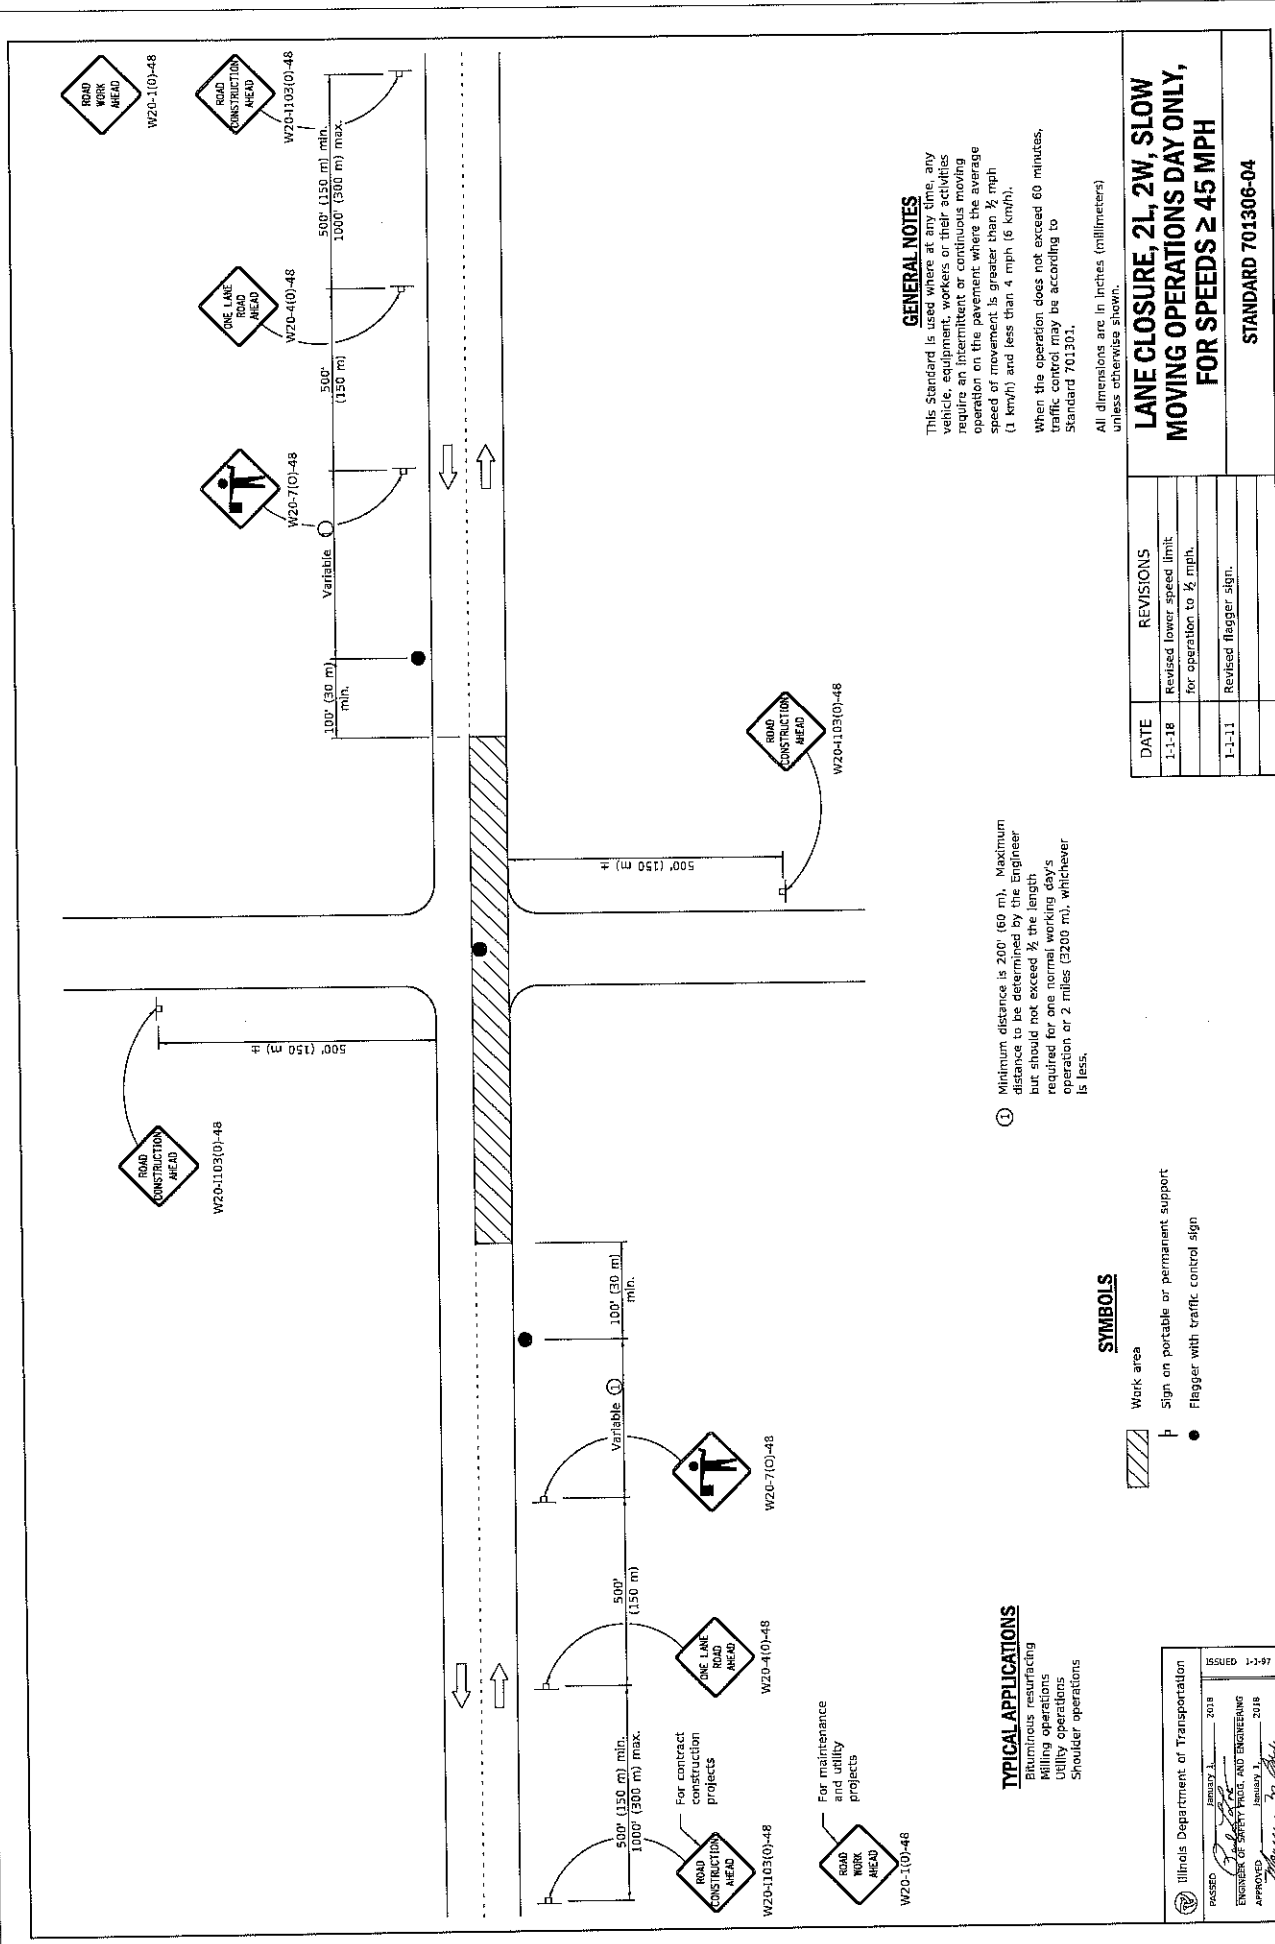 ROAD
WORK
AHEAD
W20-1(O)-48
ROAD
CONSTRUCTION
AHEAD
W20-I103(O)-48
500' (150 m) min.
1000' (300 m) max.
ONE LANE
ROAD
AHEAD
W20-4(O)-48
500'
(150 m)
W20-7(O)-48
Variable 1
100' (30 m)
min.
ROAD
CONSTRUCTION
AHEAD
W20-I103(O)-48
500' (150 m) ±
500' (150 m) ±
ROAD
CONSTRUCTION
AHEAD
W20-I103(O)-48
100' (30 m)
min.
Variable 1
W20-7(O)-48
500'
(150 m)
ONE LANE
ROAD
AHEAD
W20-4(O)-48
500' (150 m) min.
1000' (300 m) max.
For contract
construction
projects
ROAD
CONSTRUCTION
AHEAD
W20-I103(O)-48
For maintenance
and utility
projects
ROAD
WORK
AHEAD
W20-1(O)-48
TYPICAL APPLICATIONS
Bituminous resurfacing
Milling operations
Utility operations
Shoulder operations
SYMBOLS
Work area
Sign on portable or permanent support
Flagger with traffic control sign
1 Minimum distance is 200' (60 m). Maximum
distance to be determined by the Engineer
but should not exceed ½ the length
required for one normal working day's
operation or 2 miles (3200 m), whichever
is less.
GENERAL NOTES
This Standard is used where at any time, any
vehicle, equipment, workers or their activities
require an intermittent or continuous moving
operation on the pavement where the average
speed of movement is greater than ½ mph
(1 km/h) and less than 4 mph (6 km/h).
When the operation does not exceed 60 minutes,
traffic control may be according to
Standard 701301.
All dimensions are in inches (millimeters)
unless otherwise shown.
Illinois Department of Transportation
PASSED January 1, 2018
ENGINEER OF SAFETY PROG. AND ENGINEERING
APPROVED January 1, 2018
ISSUED 1-1-97
DATE REVISIONS
1-1-18 Revised lower speed limit
for operation to ½ mph.
1-1-11 Revised flagger sign.
LANE CLOSURE, 2L, 2W, SLOW
MOVING OPERATIONS DAY ONLY,
FOR SPEEDS ≥ 45 MPH
STANDARD 701306-04